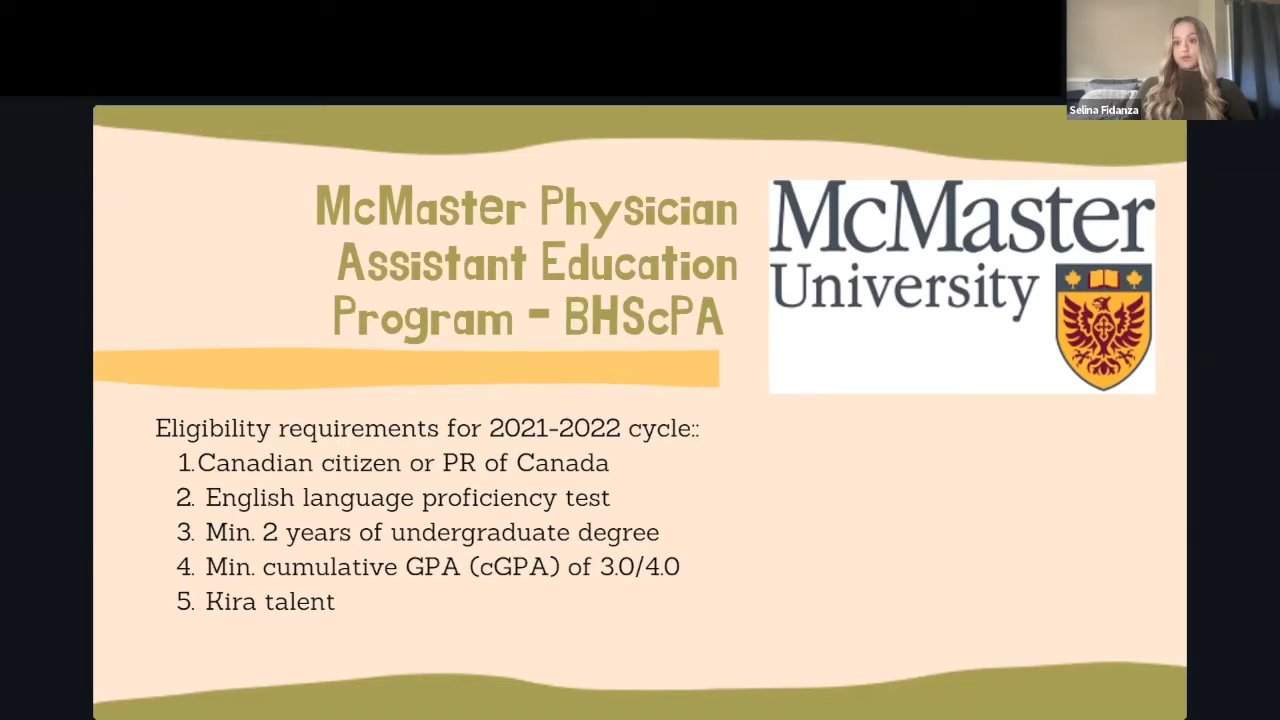 Selina Fidanza
McMaster Physician
Assistant Education
Program - BHScPA
McMaster
University
Eligibility requirements for 2021-2022 cycle::
1. Canadian citizen or PR of Canada
2. English language proficiency test
3. Min. 2 years of undergraduate degree
4. Min. cumulative GPA (cGPA) of 3.0/4.0
5. Kira talent